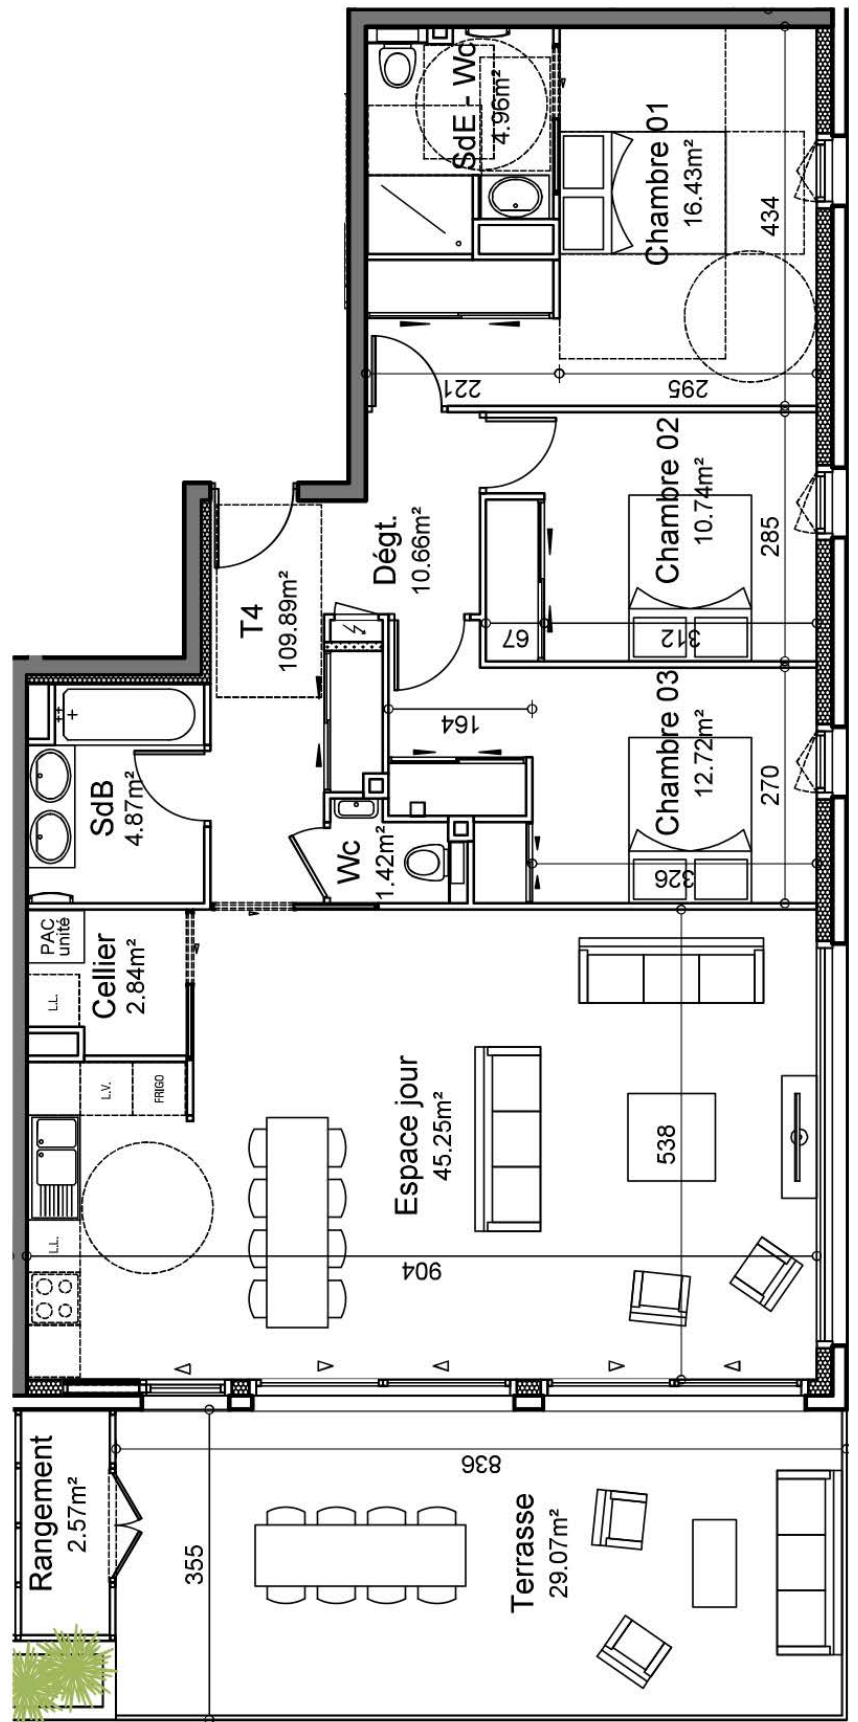 SdE - Wc
4.96m²
Chambre 01
16.43m²
434
221
295
Chambre 02
10.74m²
285
Dégt.
10.66m²
T4
109.89m²
67
312
164
Chambre 03
12.72m²
270
326
SdB
4.87m²
Wc
1.42m²
PAC
unité
L.L.
Cellier
2.84m²
L.V.
FRIGO
L.L.
Espace jour
45.25m²
538
904
Rangement
2.57m²
836
355
Terrasse
29.07m²